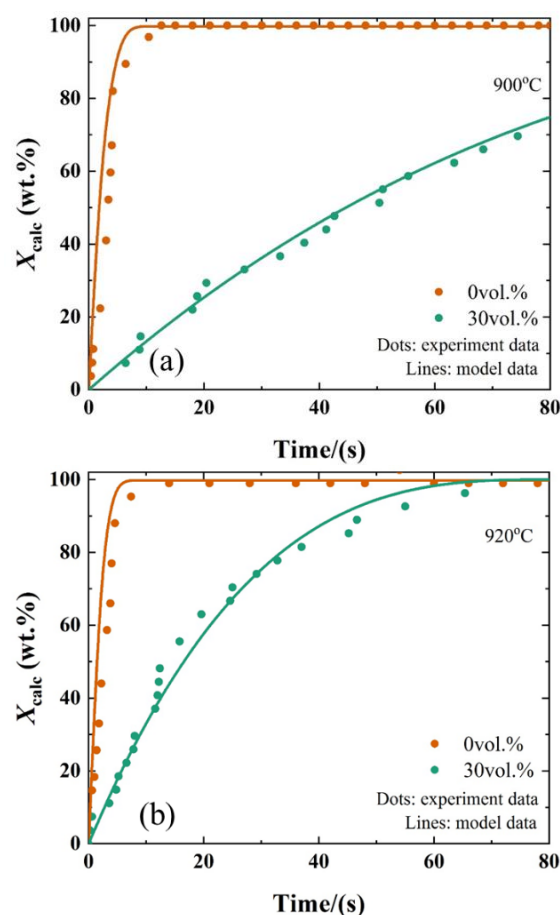 100
80
60
40
20
0
X_calc (wt.%)
900°C
0vol.%
30vol.%
Dots: experiment data
Lines: model data
(a)
0 20 40 60 80
Time/(s)
100
80
60
40
20
0
X_calc (wt.%)
920°C
0vol.%
30vol.%
Dots: experiment data
Lines: model data
(b)
0 20 40 60 80
Time/(s)